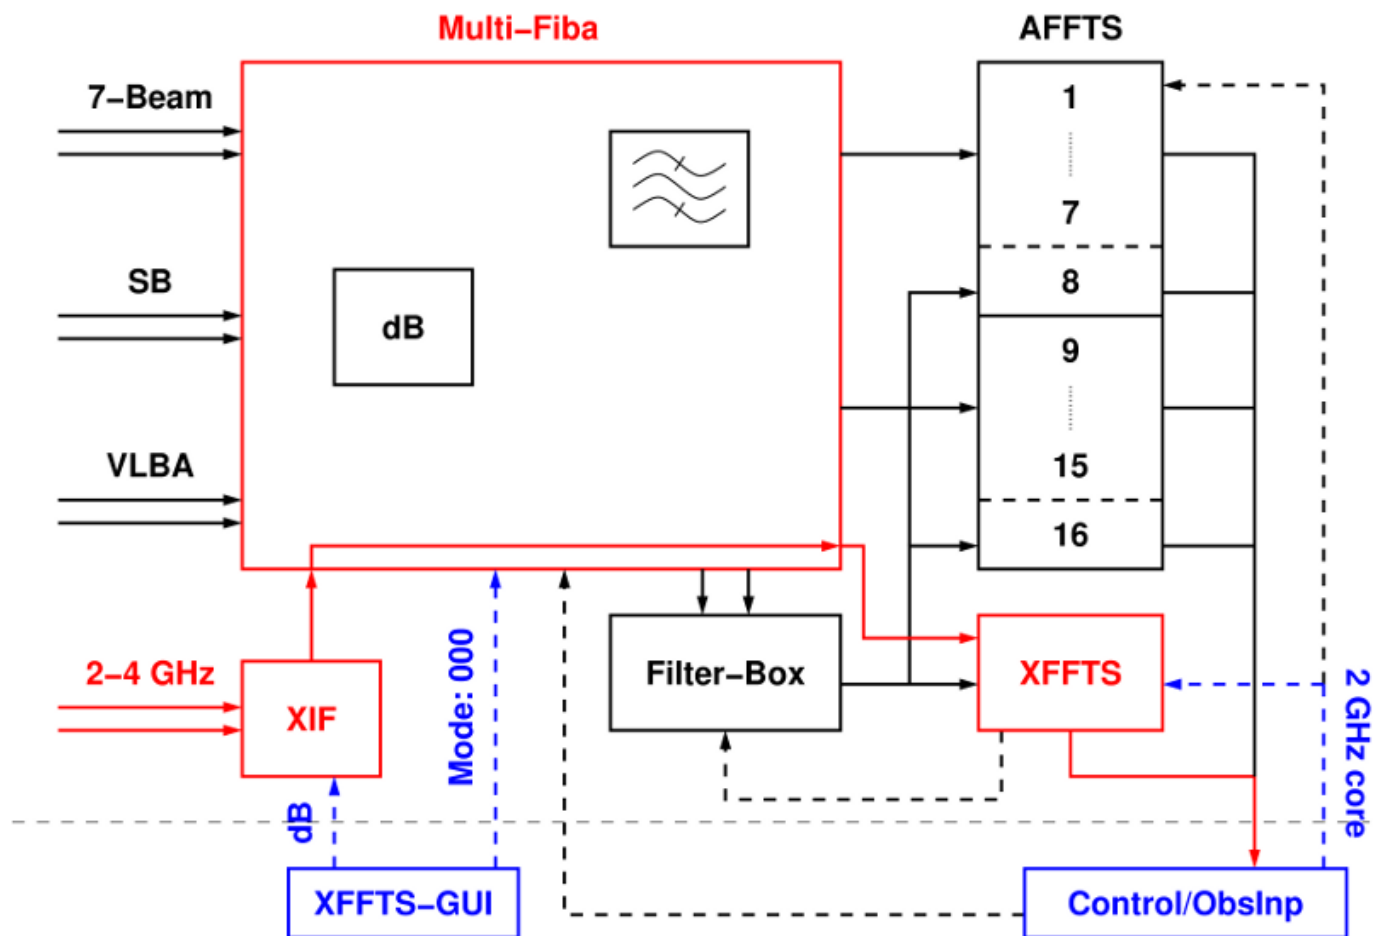 Multi–Fiba
AFFTS
7–Beam
1
7
SB
8
dB
9
VLBA
15
16
2–4 GHz
XIF
Mode: 000
Filter–Box
XFFTS
2 GHz core
dB
XFFTS–GUI
Control/ObsInp